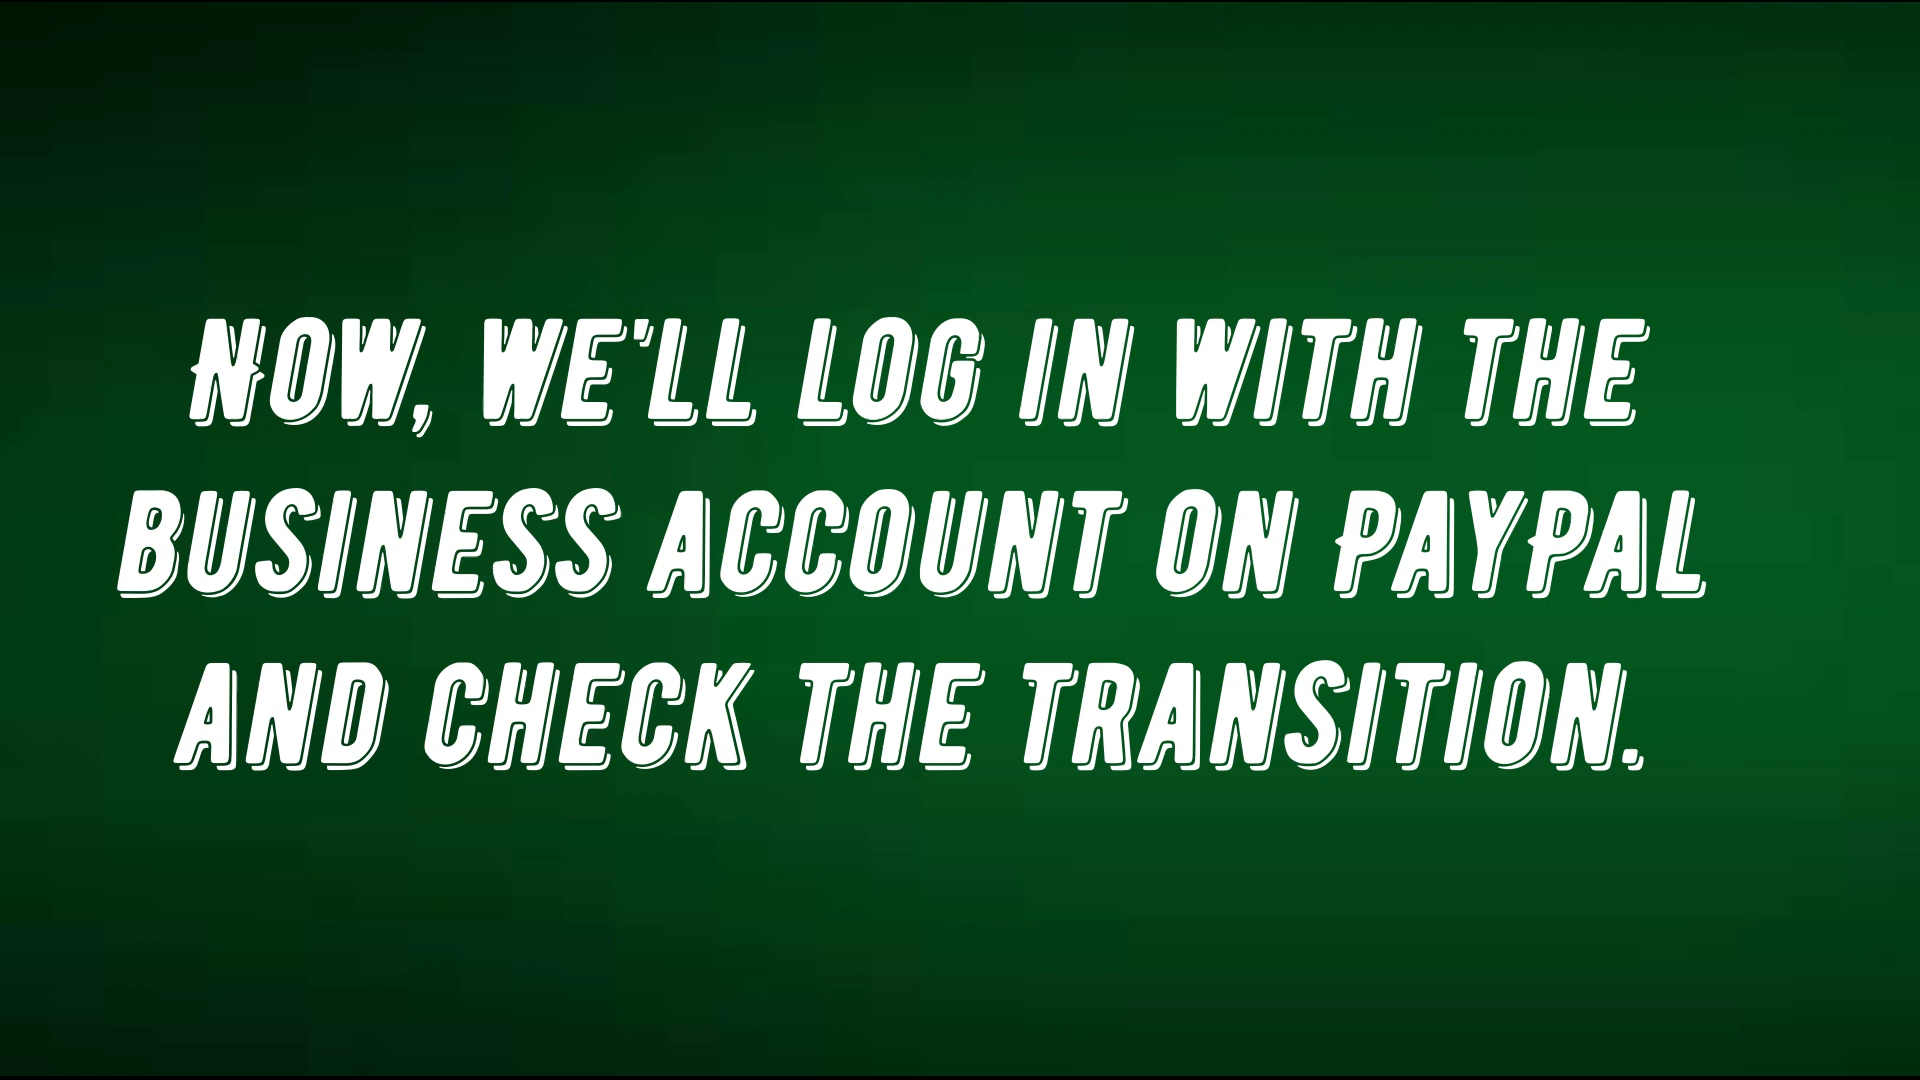 Now, we'll log in with the
business account on PayPal
and check the transition.